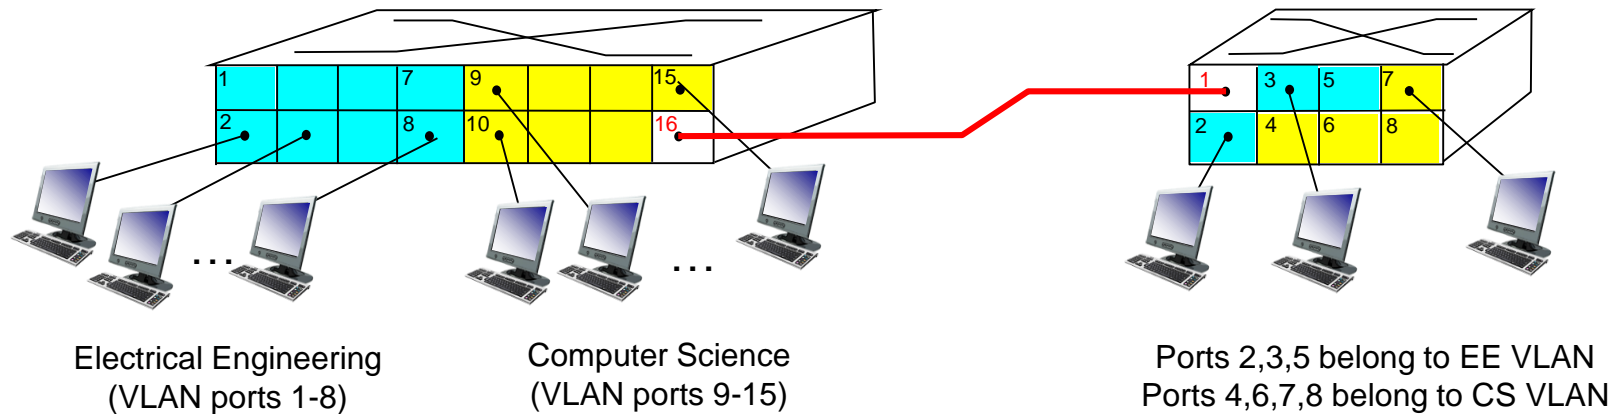 1 7 9 15
2 8 10 16
1 3 5 7
2 4 6 8
... ...
Electrical Engineering
(VLAN ports 1-8)
Computer Science
(VLAN ports 9-15)
Ports 2,3,5 belong to EE VLAN
Ports 4,6,7,8 belong to CS VLAN